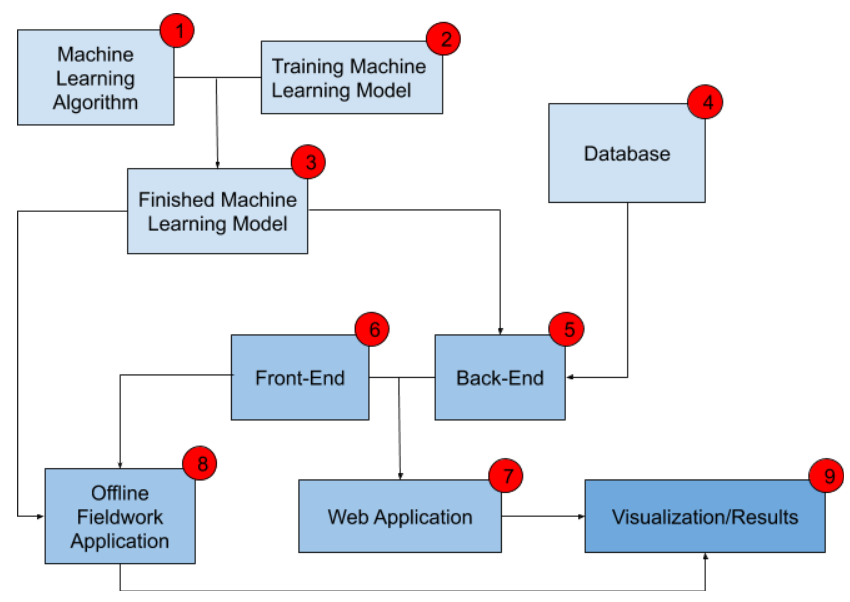 1
Machine
Learning
Algorithm
2
Training Machine
Learning Model
3
Finished Machine
Learning Model
4
Database
5
Back-End
6
Front-End
7
Web Application
8
Offline
Fieldwork
Application
9
Visualization/Results